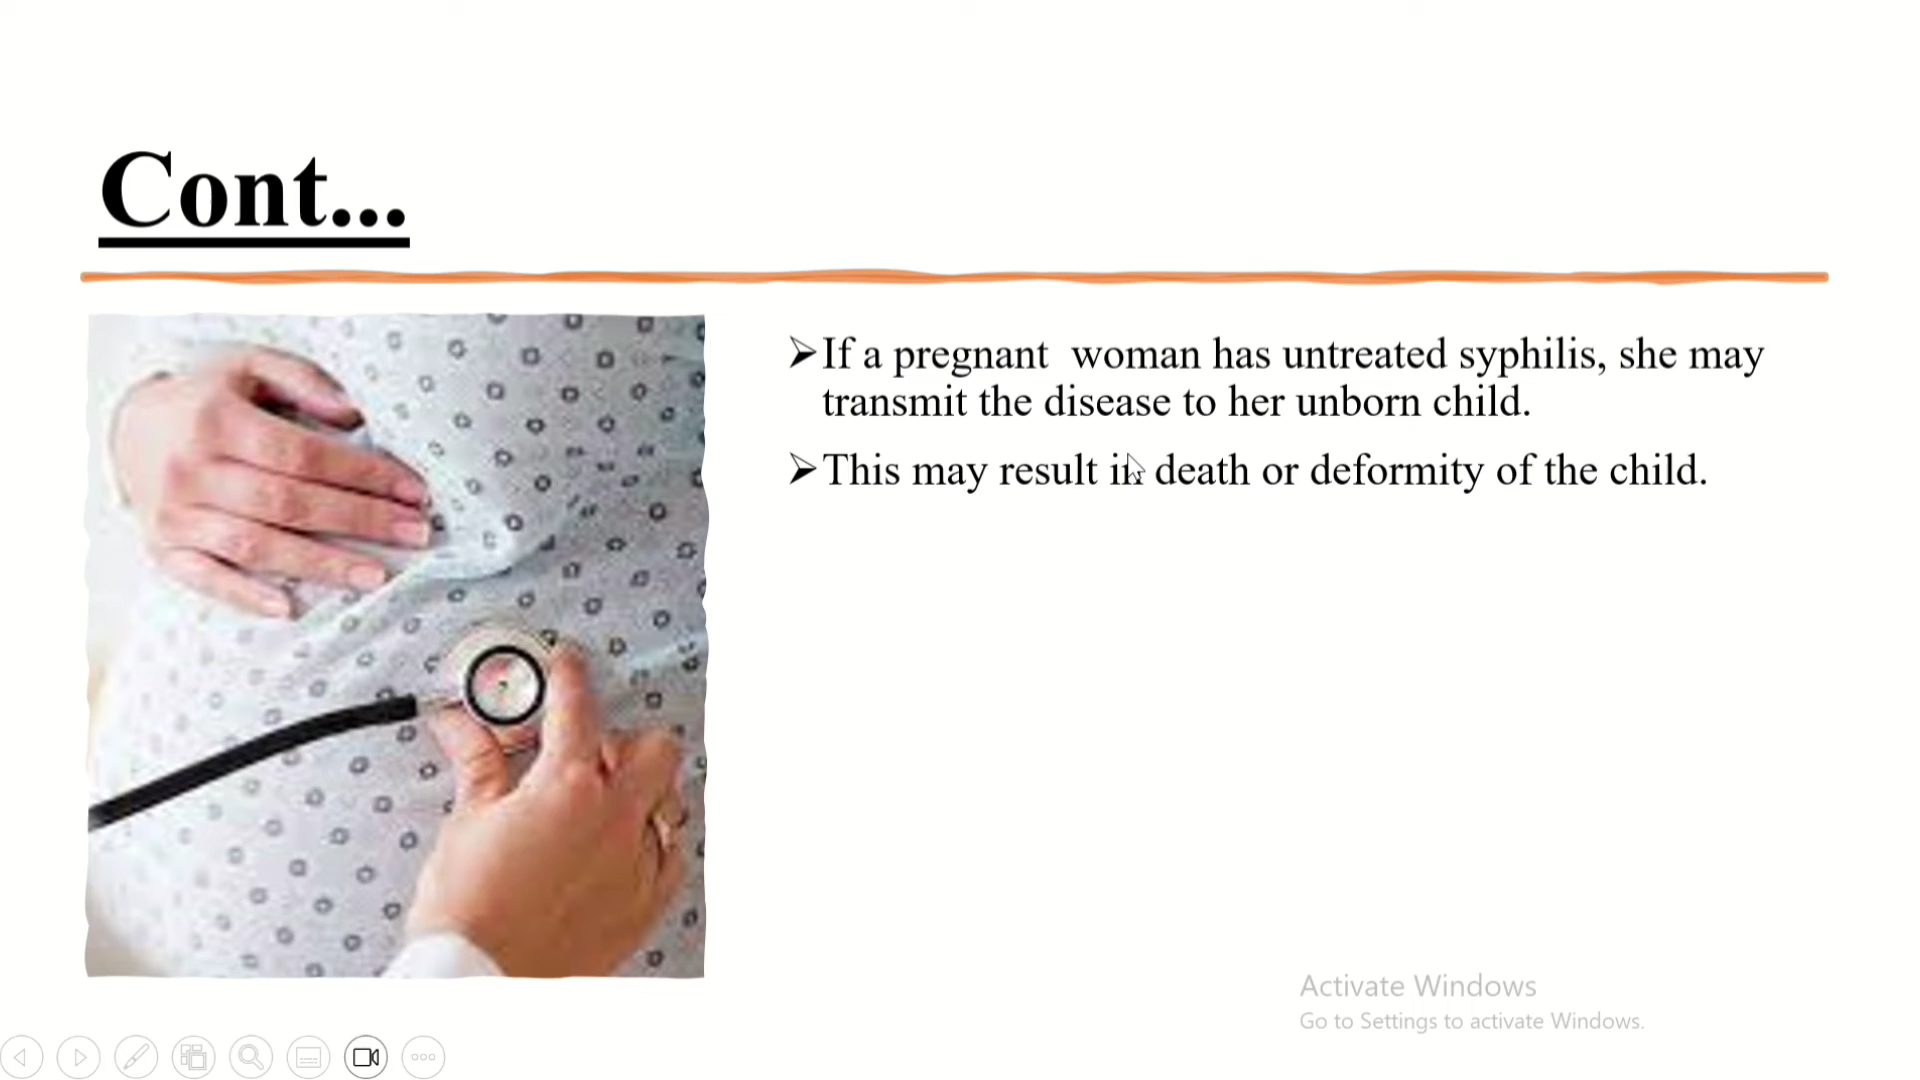 Cont...
➢If a pregnant  woman has untreated syphilis, she may
transmit the disease to her unborn child.
➢This may result in death or deformity of the child.
Activate Windows
Go to Settings to activate Windows.